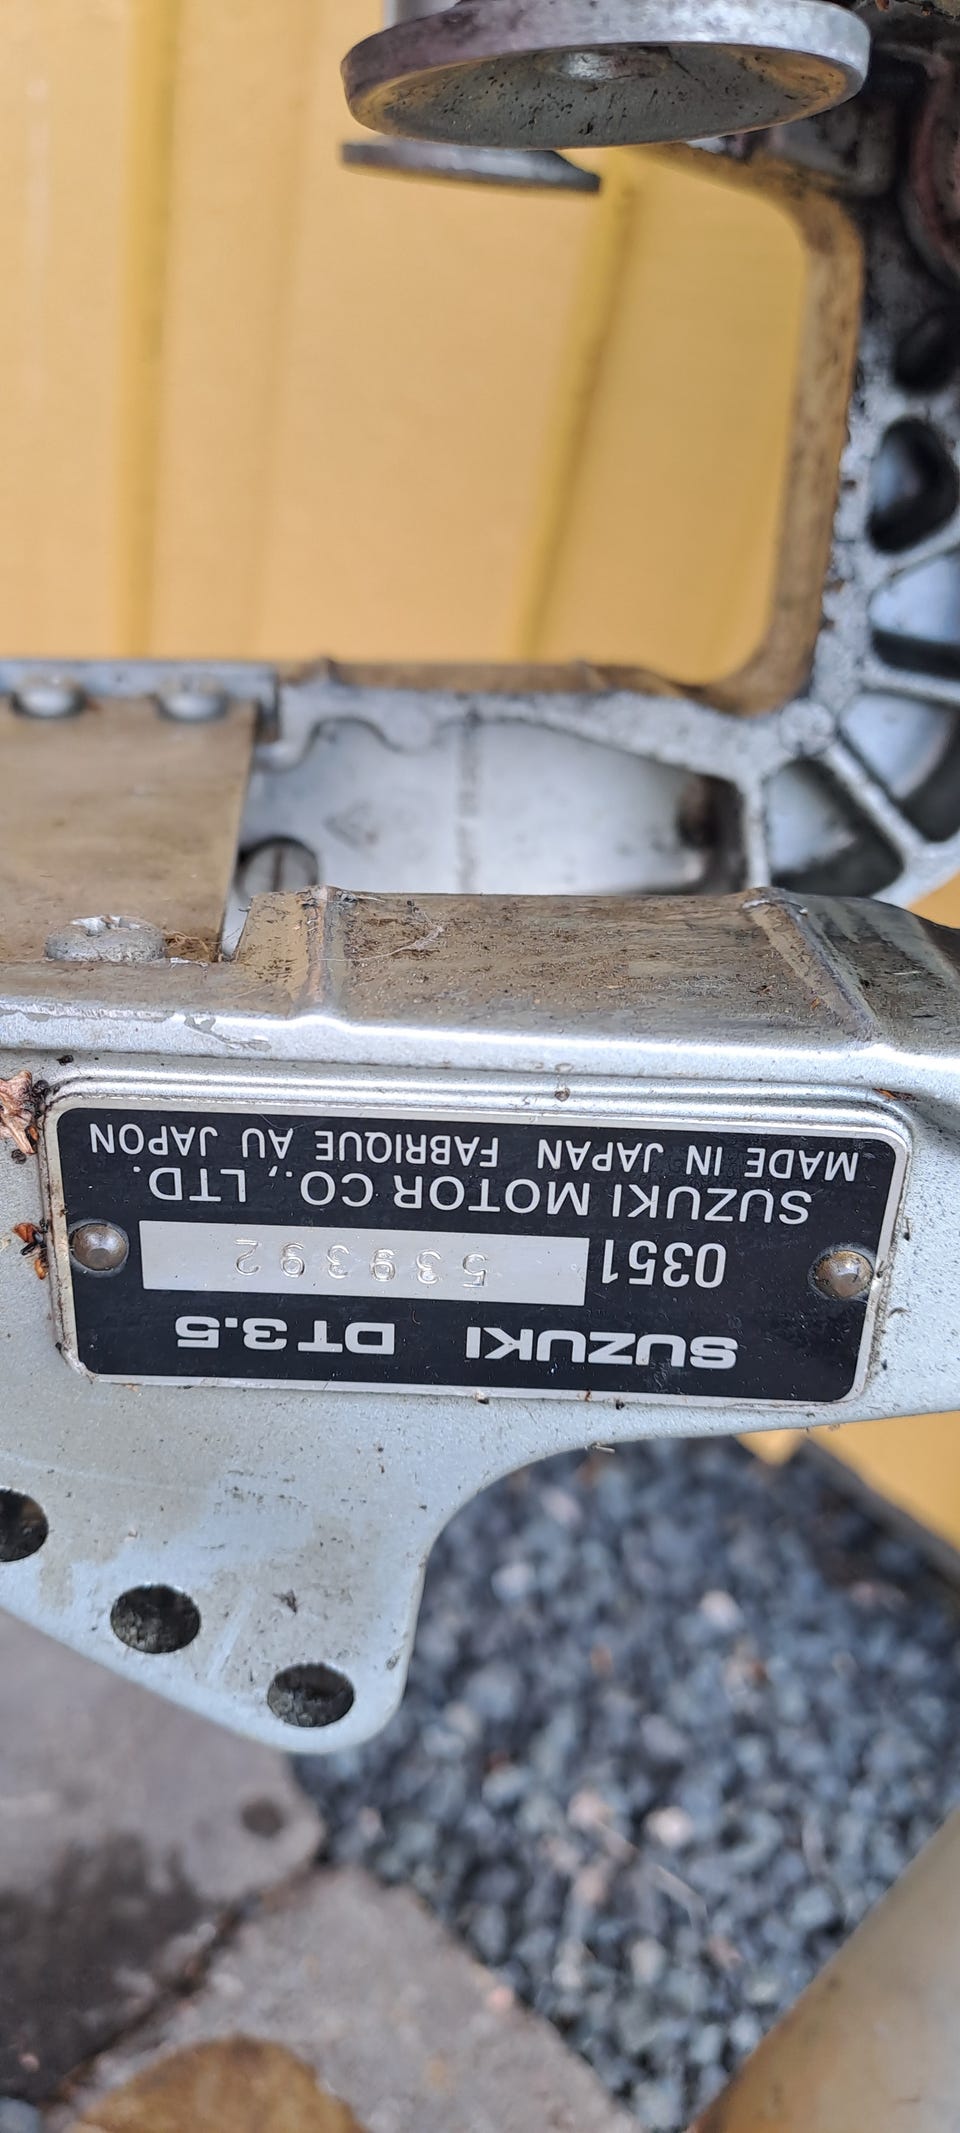 SUZUKI DT3.5
0351 539392
SUZUKI MOTOR CO., LTD.
MADE IN JAPAN FABRIQUE AU JAPON